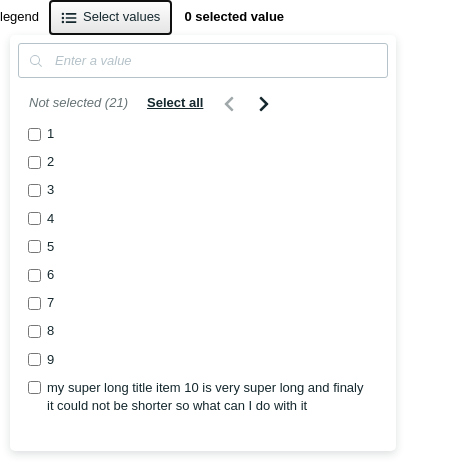 legend Select values 0 selected value
Enter a value
Not selected (21) Select all
1
2
3
4
5
6
7
8
9
my super long title item 10 is very super long and finaly
it could not be shorter so what can I do with it